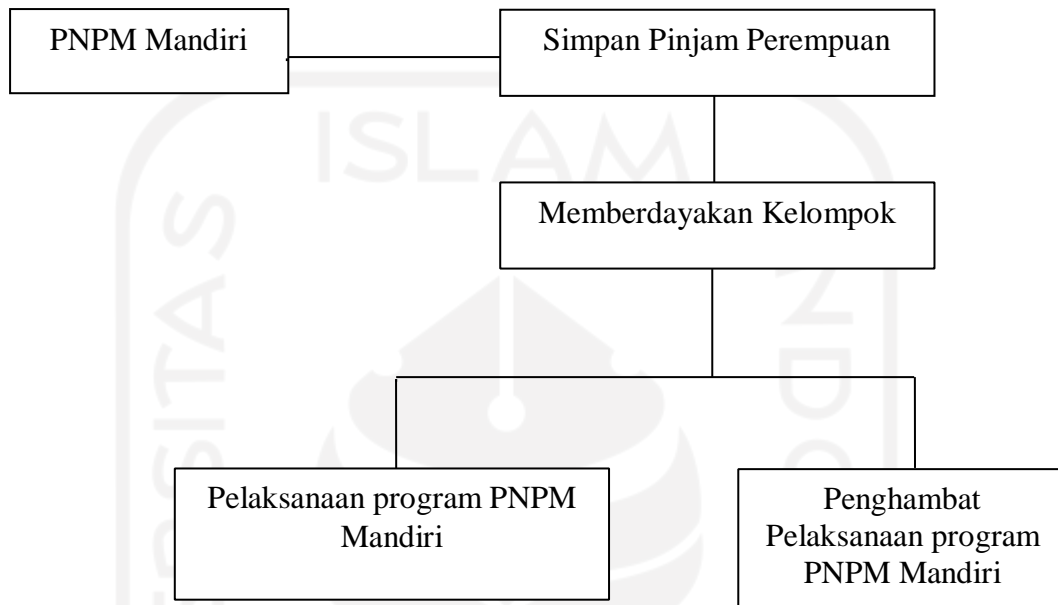 PNPM Mandiri
Simpan Pinjam Perempuan
ISLAM
Memberdayakan Kelompok
Pelaksanaan program PNPM
Mandiri
Penghambat
Pelaksanaan program
PNPM Mandiri